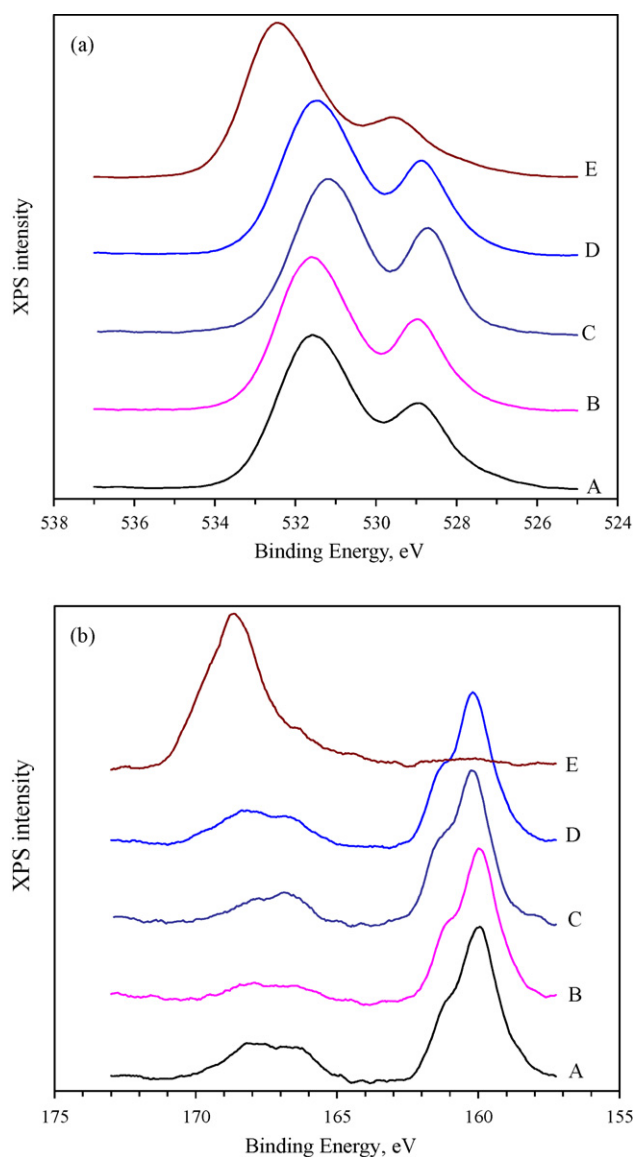 (a)
XPS intensity
E
D
C
B
A
538 536 534 532 530 528 526 524
Binding Energy, eV
(b)
XPS intensity
E
D
C
B
A
175 170 165 160 155
Binding Energy, eV